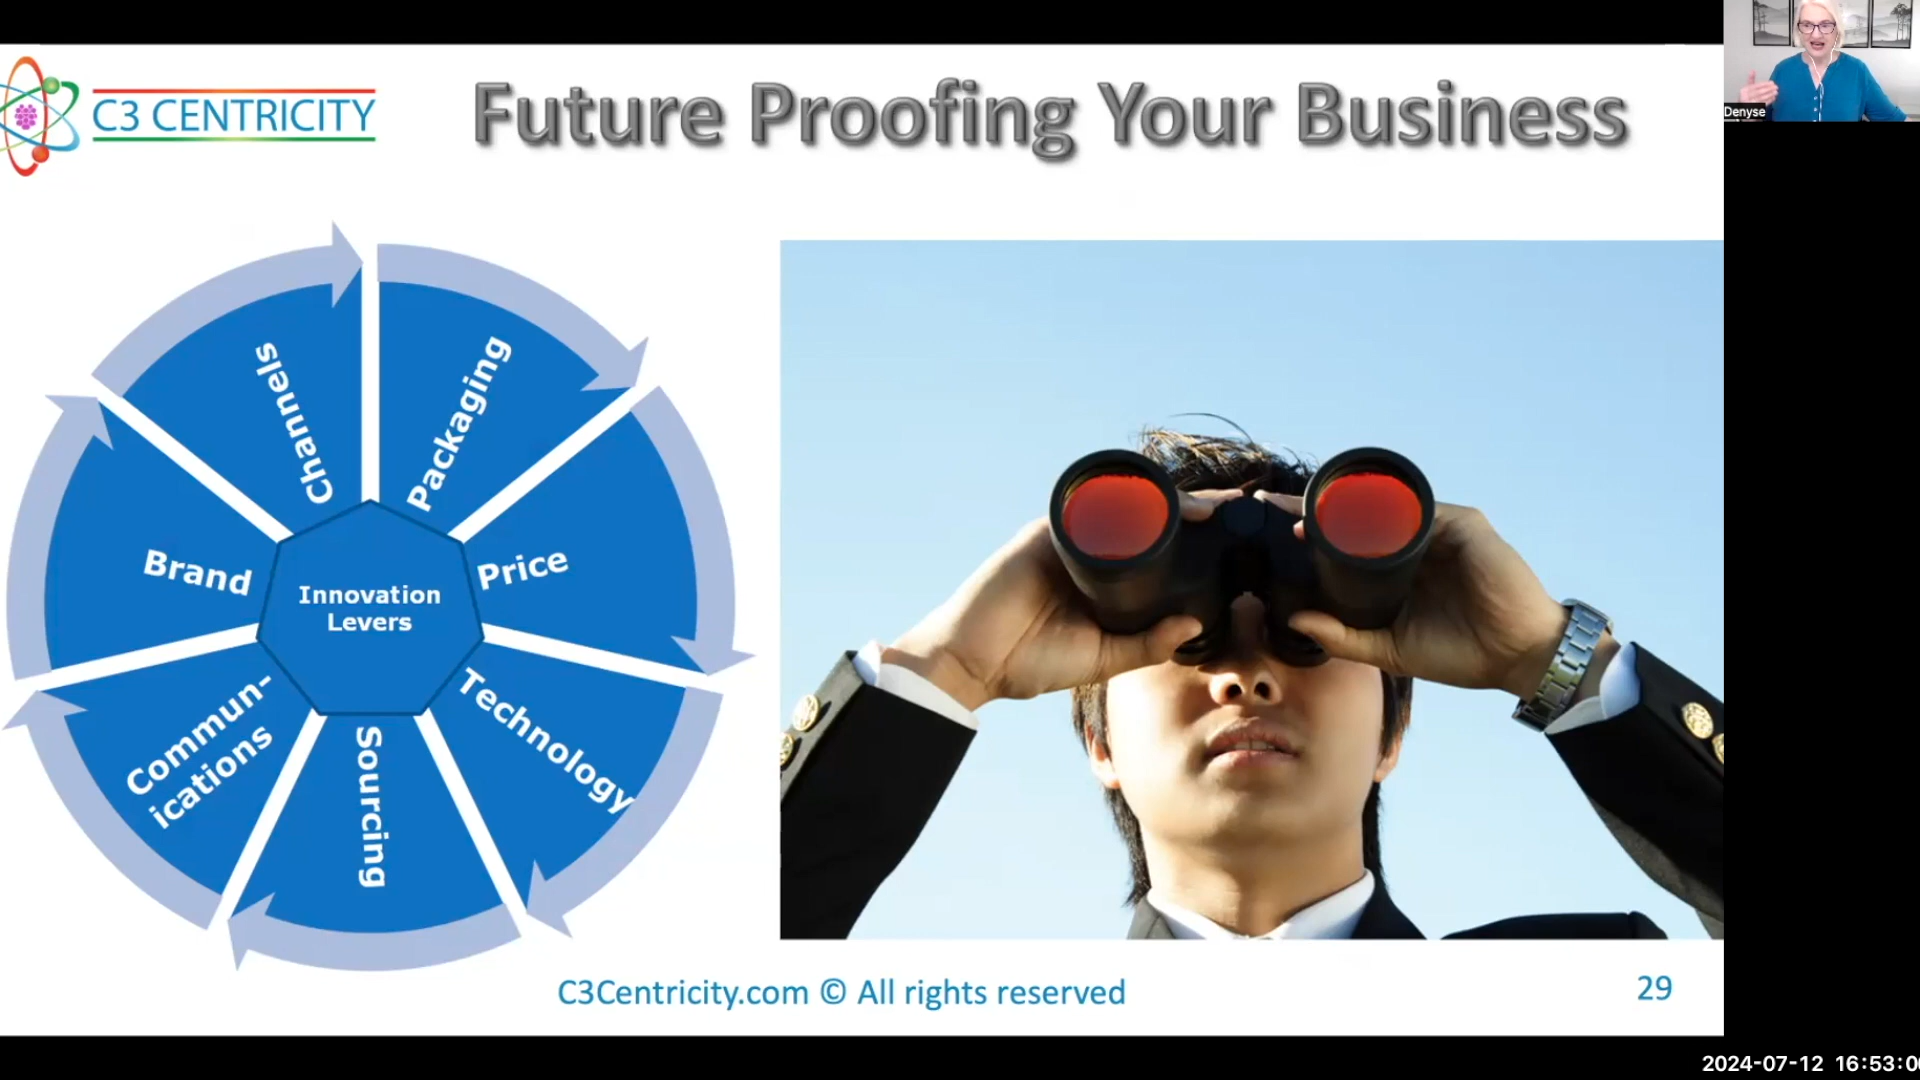 C3 CENTRICITY
Future Proofing Your Business
Denyse
Channels
Packaging
Brand
Price
Innovation
Levers
Commun-
ications
Technology
Sourcing
C3Centricity.com © All rights reserved
29
2024-07-12 16:53:0